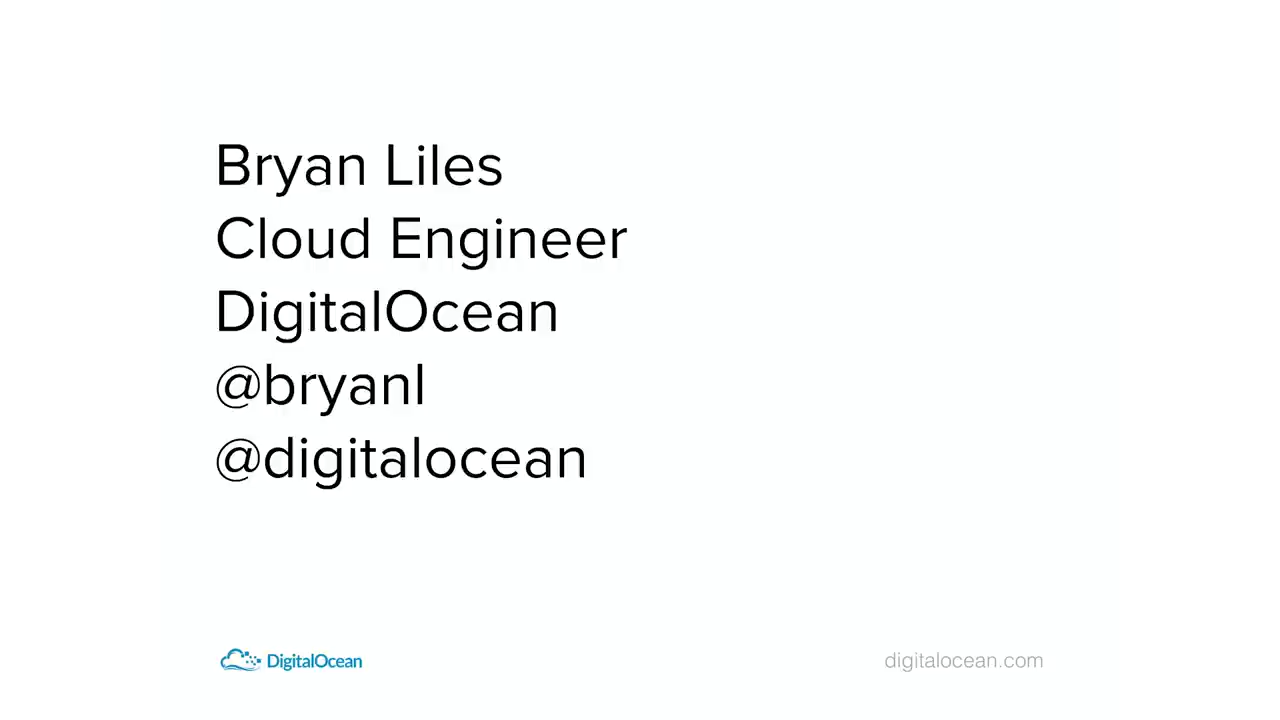 Bryan Liles
Cloud Engineer
DigitalOcean
@bryanl
@digitalocean
DigitalOcean
digitalocean.com